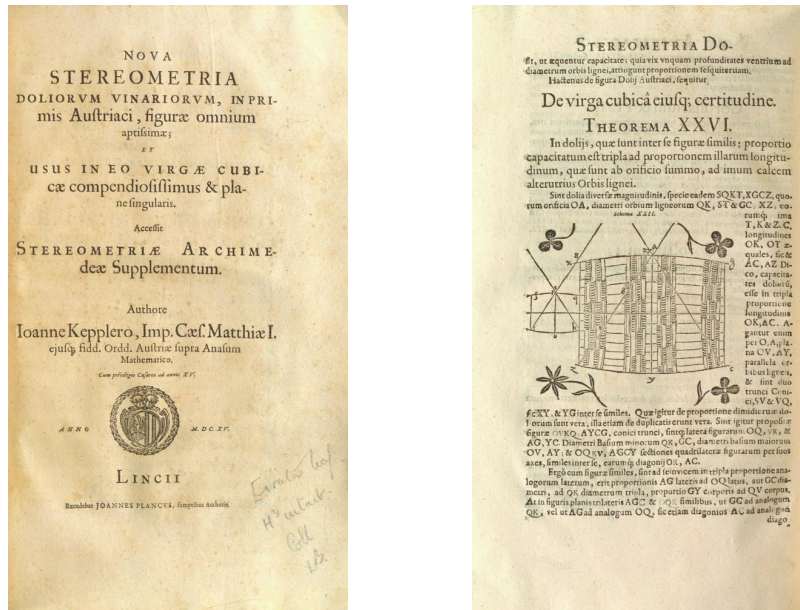 NOVA
STEREOMETRIA
DOLIORVM VINARIORVM, INPRI-
mis Austriaci, figuræ omnium
aptissimæ;
ET
USUS IN EO VIRGÆ CUBI-
cæ compendiosissimus & pla-
ne singularis.
Accessit
STEREOMETRIÆ ARCHIME-
deæ Supplementum.
Authore
Ioanne Kepplero, Imp. Cæs. Matthiæ I.
ejusq; fidd. Ordd. Austriæ supra Anasum
Mathematico.
Cum privilegio Cæsareo ad annos XV.
ANNO M. DC. XV.
LINCII
Excudebat JOANNES PLANCVS, sumptibus Authoris.
STEREOMETRIA DO-
fit, ut æquentur capacitate: quia vix vnquam profunditates ventrium ad
diametrum orbis lignei, attingunt proportionem sesquitertiam.
Hactenus de figura Dolij Austriaci, sequitur,
De virga cubicâ eiusq; certitudine.
THEOREMA XXVI.
In dolijs, quæ sunt inter se figuræ similis: proportio
capacitatum est tripla ad proportionem illarum longitu-
dinum, quæ sunt ab orificio summo, ad imum calcem
alterutrius Orbis lignei.
Sint dolia diversæ magnitudinis, specie eadem SQKT, XGCZ, quo-
rum orificia OA, diametri orbium ligneorum QK, ST & GC, XZ, eo-
Schema XXII.
rumq; ima
T, K & Z. C.
longitudines
OK, OT æ-
quales, sic &
AC, AZ Di-
co, capacita-
tes doliorū,
esse in tripla
proportione
longitudinis
OK, AC. A-
gantur enim
per O, A, pla-
na OV, AY,
parallela or-
bibus ligneis,
& sint duo
trunci Coni-
ci, SV & VQ,
sic XY. & YG inter se similes. Quæ igitur de proportione dimidiorum do-
liorum sunt vera, illa etiam de duplicatis erunt vera. Sint igitur propositæ
figuræ OVKQ AYCG, conici trunci, sintq; latera figurarum OQ, VK, &
AG, YC. Diametri Basium minorum QK, GC, diametri basium maiorum
OV, AY; & OQKV, AGCY sectiones quadrilateræ figurarum per suos
axes, similes inter se, earumq; diagonij OK, AC.
Ergò cum figuræ similes, sint ad seinvicem in tripla proportione ana-
logorum laterum, erit proportionis AG lateris ad OQ latus, aut GC dia-
metri, ad QK diametrum tripla, proportio GY corporis ad QV corpus.
At in figuris planis trilateris AGC & OQK similibus, ut GC ad analogum
QK, vel ut AG ad analogum OQ, sic etiam diagonios AC ad analogon
diago